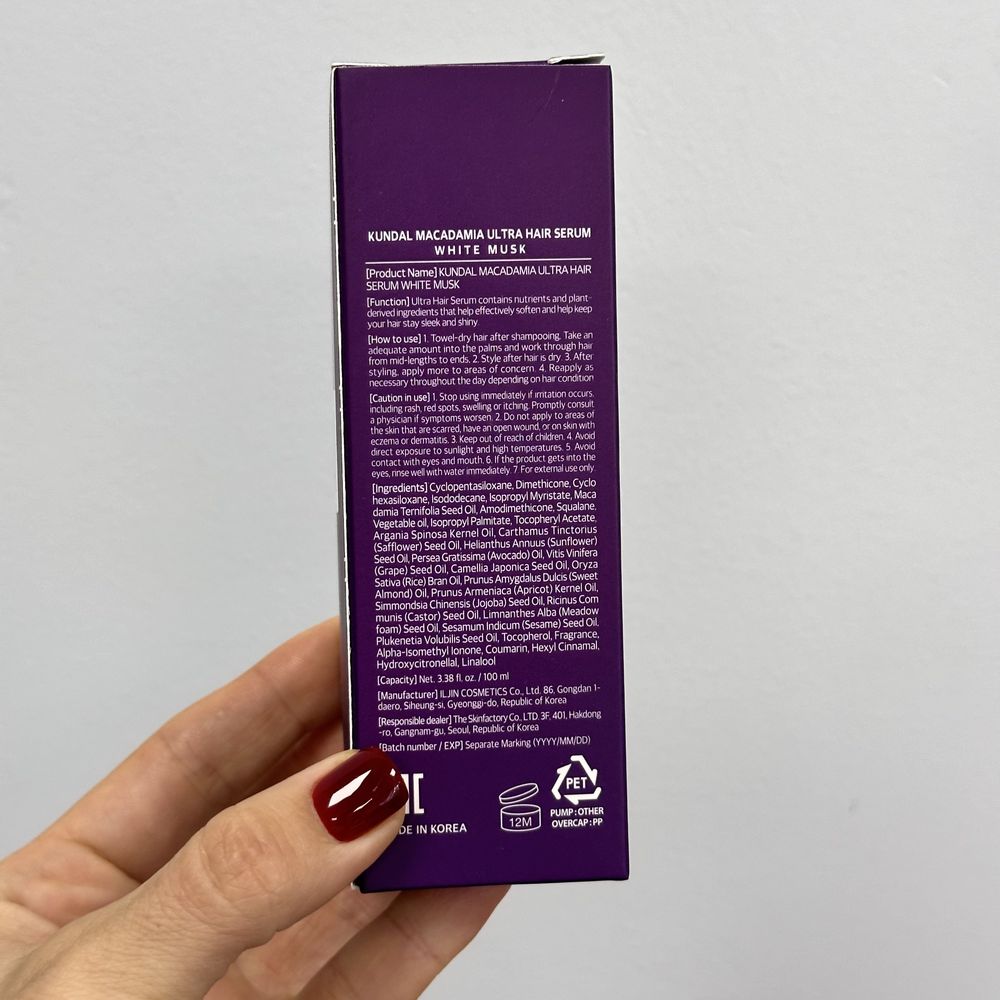 KUNDAL MACADAMIA ULTRA HAIR SERUM
WHITE MUSK
[Product Name] KUNDAL MACADAMIA ULTRA HAIR
SERUM WHITE MUSK
[Function] Ultra Hair Serum contains nutrients and plant-
derived ingredients that help effectively soften and help keep
your hair stay sleek and shiny.
[How to use] 1. Towel-dry hair after shampooing. Take an
adequate amount into the palms and work through hair
from mid-lengths to ends. 2. Style after hair is dry. 3. After
styling, apply more to areas of concern. 4. Reapply as
necessary throughout the day depending on hair condition
[Caution in use] 1. Stop using immediately if irritation occurs,
including rash, red spots, swelling or itching. Promptly consult
a physician if symptoms worsen. 2. Do not apply to areas of
the skin that are scarred, have an open wound, or on skin with
eczema or dermatitis. 3. Keep out of reach of children. 4. Avoid
direct exposure to sunlight and high temperatures. 5. Avoid
contact with eyes and mouth. 6. If the product gets into the
eyes, rinse well with water immediately. 7. For external use only.
[Ingredients] Cyclopentasiloxane, Dimethicone, Cyclo
hexasiloxane, Isododecane, Isopropyl Myristate, Maca
damia Ternifolia Seed Oil, Amodimethicone, Squalane,
Vegetable oil, Isopropyl Palmitate, Tocopheryl Acetate,
Argania Spinosa Kernel Oil, Carthamus Tinctorius
(Safflower) Seed Oil, Helianthus Annuus (Sunflower)
Seed Oil, Persea Gratissima (Avocado) Oil, Vitis Vinifera
(Grape) Seed Oil, Camellia Japonica Seed Oil, Oryza
Sativa (Rice) Bran Oil, Prunus Amygdalus Dulcis (Sweet
Almond) Oil, Prunus Armeniaca (Apricot) Kernel Oil,
Simmondsia Chinensis (Jojoba) Seed Oil, Ricinus Com
munis (Castor) Seed Oil, Limnanthes Alba (Meadow
foam) Seed Oil, Sesamum Indicum (Sesame) Seed Oil.
Plukenetia Volubilis Seed Oil, Tocopherol, Fragrance,
Alpha-Isomethyl Ionone, Coumarin, Hexyl Cinnamal,
Hydroxycitronellal, Linalool
[Capacity] Net. 3.38 fl. oz. / 100 ml
[Manufacturer] ILJIN COSMETICS Co., Ltd. 86, Gongdan 1-
daero, Siheung-si, Gyeonggi-do, Republic of Korea
[Responsible dealer] The Skinfactory Co., LTD. 3F, 401, Hakdong
-ro, Gangnam-gu, Seoul, Republic of Korea
[Batch number / EXP] Separate Marking (YYYY/MM/DD)
12M
PET
PUMP:OTHER
OVERCAP:PP
DE IN KOREA